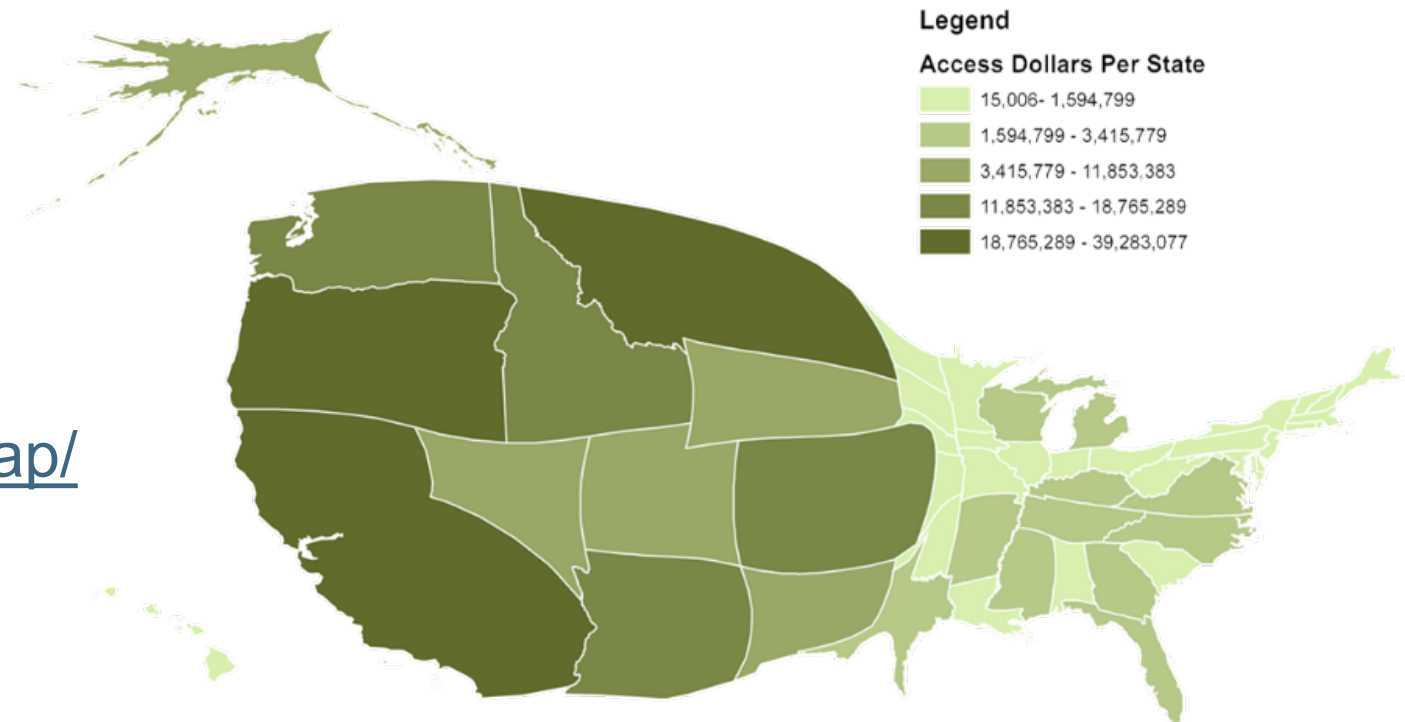 Legend
Access Dollars Per State
15,006- 1,594,799
1,594,799 - 3,415,779
3,415,779 - 11,853,383
11,853,383 - 18,765,289
18,765,289 - 39,283,077
ap/